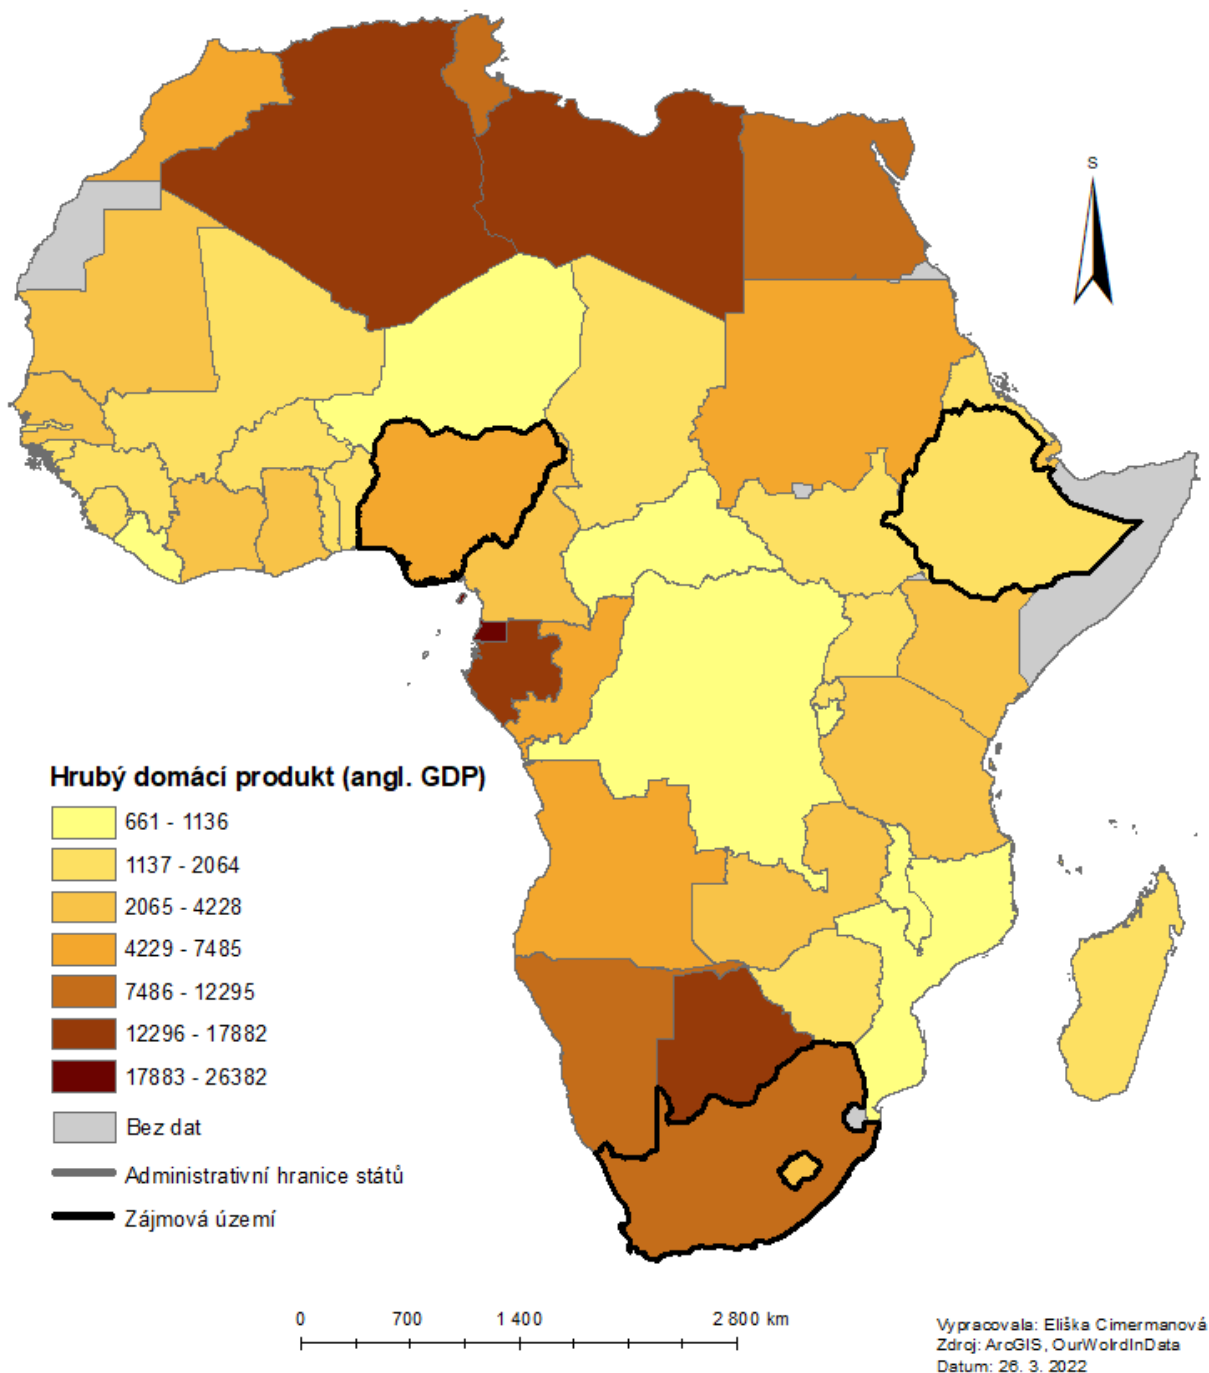 S
Hrubý domácí produkt (angl. GDP)
661 - 1136
1137 - 2064
2065 - 4228
4229 - 7485
7486 - 12295
12296 - 17882
17883 - 26382
Bez dat
Administrativní hranice států
Zájmová území
0 700 1 400 2 800 km
Vypracovala: Eliška Cimermanová
Zdroj: ArcGIS, OurWolrdInData
Datum: 26. 3. 2022